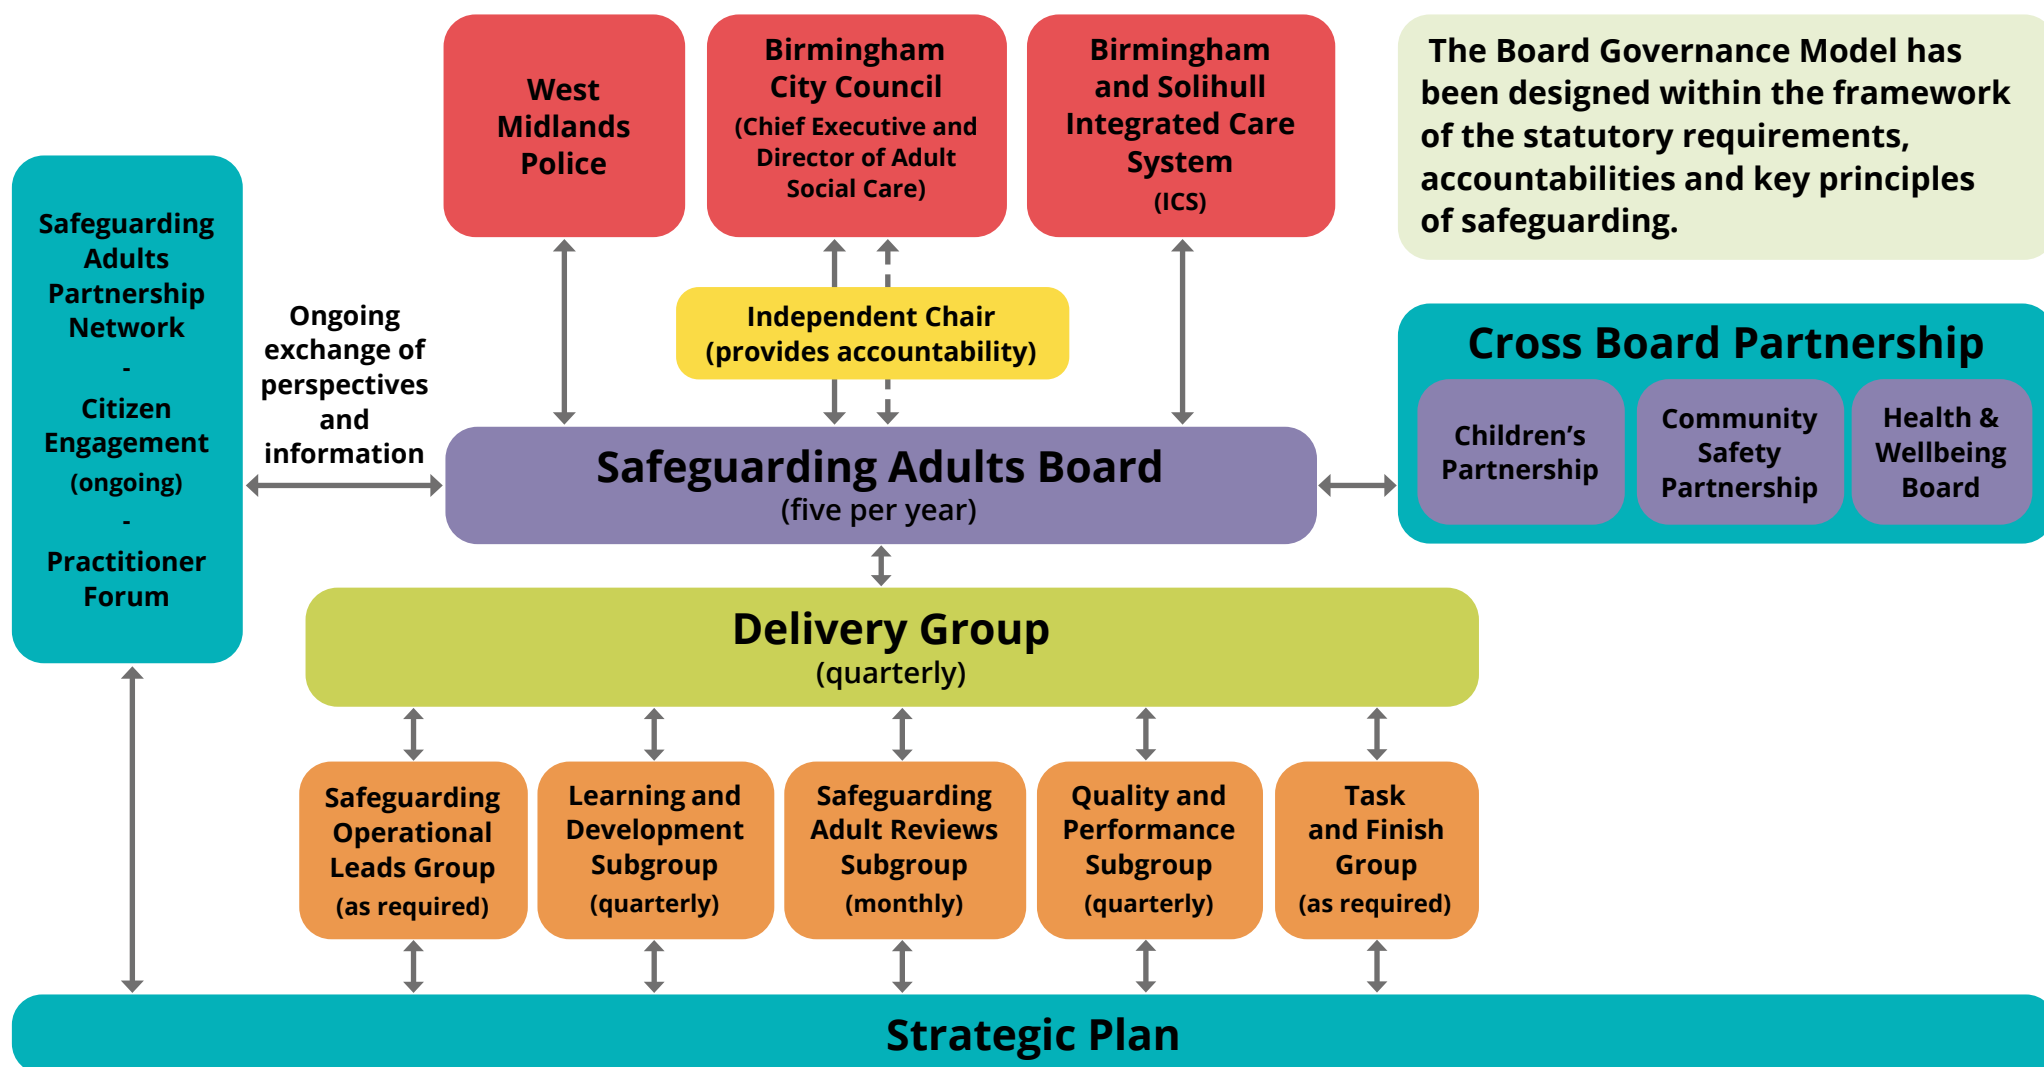 West
Midlands
Police
Birmingham
City Council
(Chief Executive and
Director of Adult
Social Care)
Birmingham
and Solihull
Integrated Care
System
(ICS)
The Board Governance Model has
been designed within the framework
of the statutory requirements,
accountabilities and key principles
of safeguarding.
Safeguarding
Adults
Partnership
Network
-
Citizen
Engagement
(ongoing)
-
Practitioner
Forum
Ongoing
exchange of
perspectives
and
information
Independent Chair
(provides accountability)
Cross Board Partnership
Children’s
Partnership
Community
Safety
Partnership
Health &
Wellbeing
Board
Safeguarding Adults Board
(five per year)
Delivery Group
(quarterly)
Safeguarding
Operational
Leads Group
(as required)
Learning and
Development
Subgroup
(quarterly)
Safeguarding
Adult Reviews
Subgroup
(monthly)
Quality and
Performance
Subgroup
(quarterly)
Task
and Finish
Group
(as required)
Strategic Plan